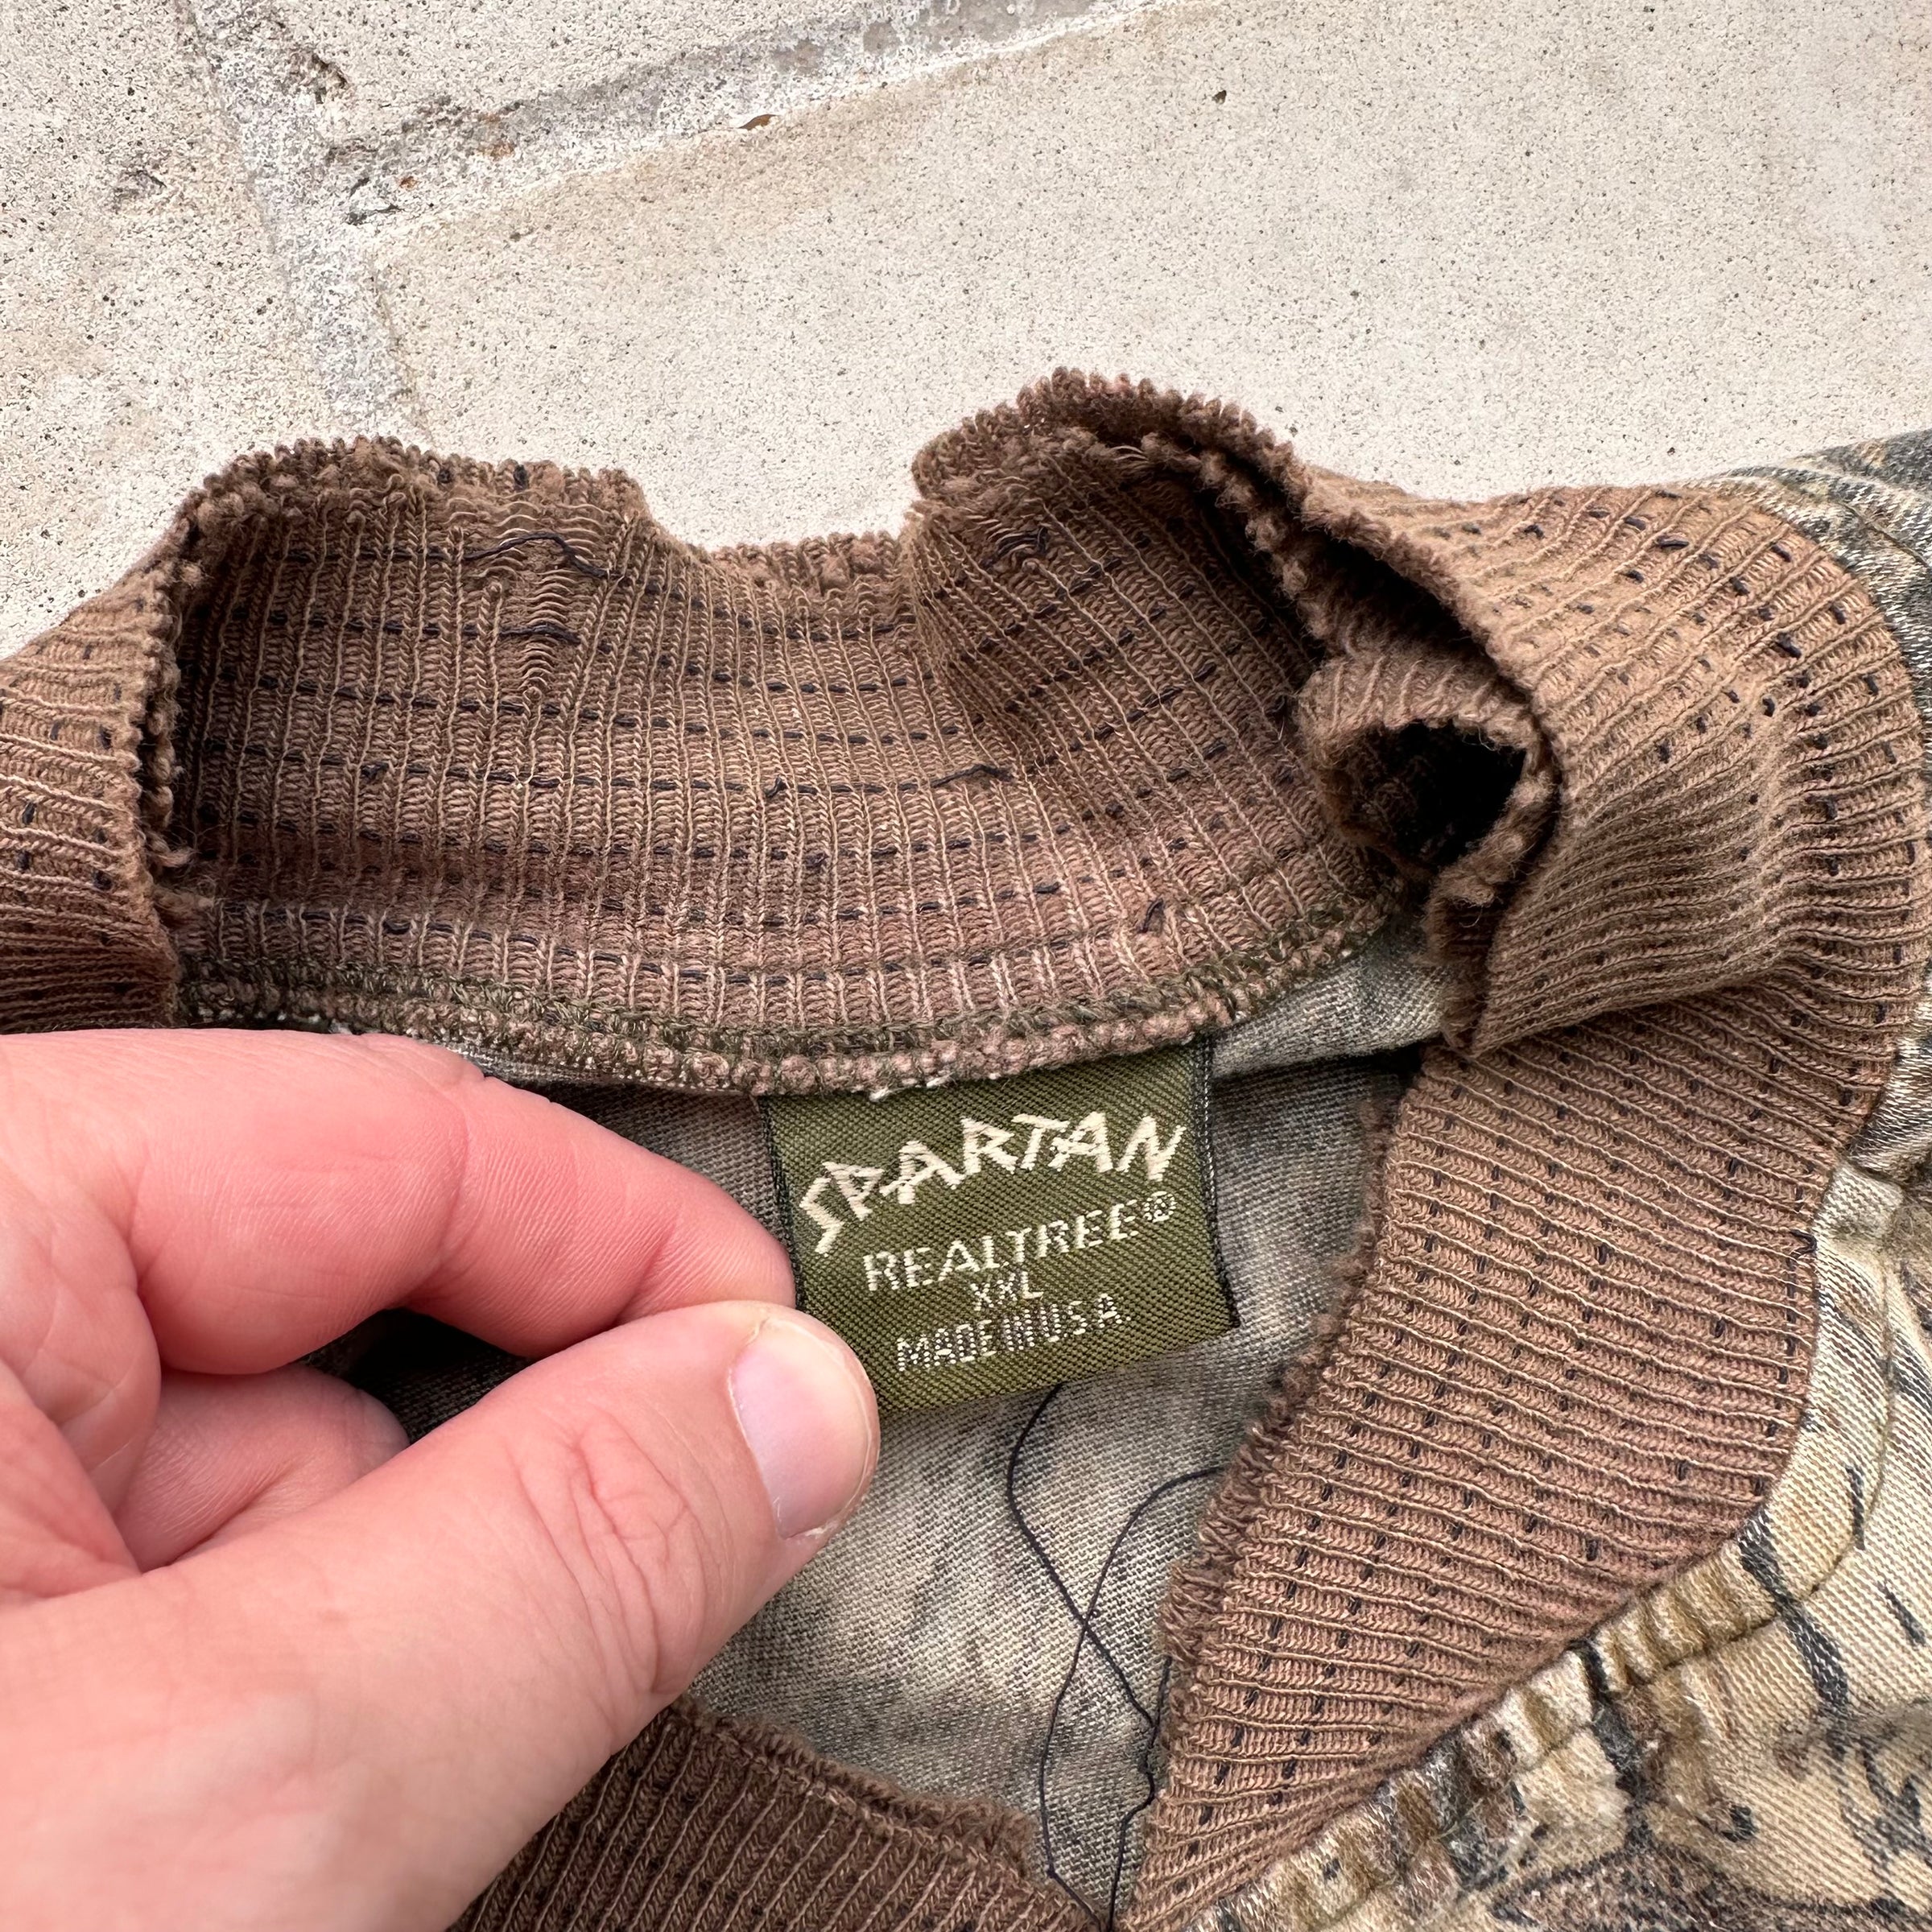 SPARTAN
REALTREE®
XXL
MADE IN U.S.A.